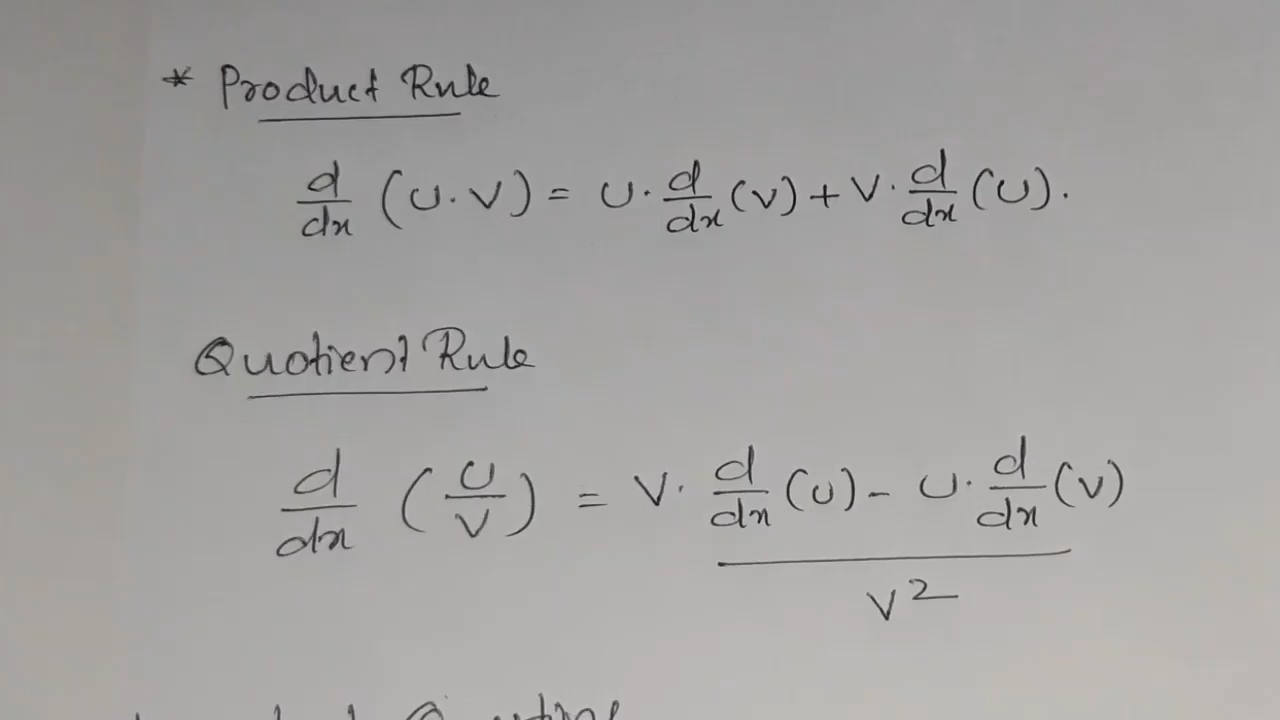 * Product Rule
d/dx (U.V) = U. d/dx (V) + V. d/dx (U).
Quotient Rule
d/dx (U/V) = V. d/dx (U) - U. d/dx (V) / V²